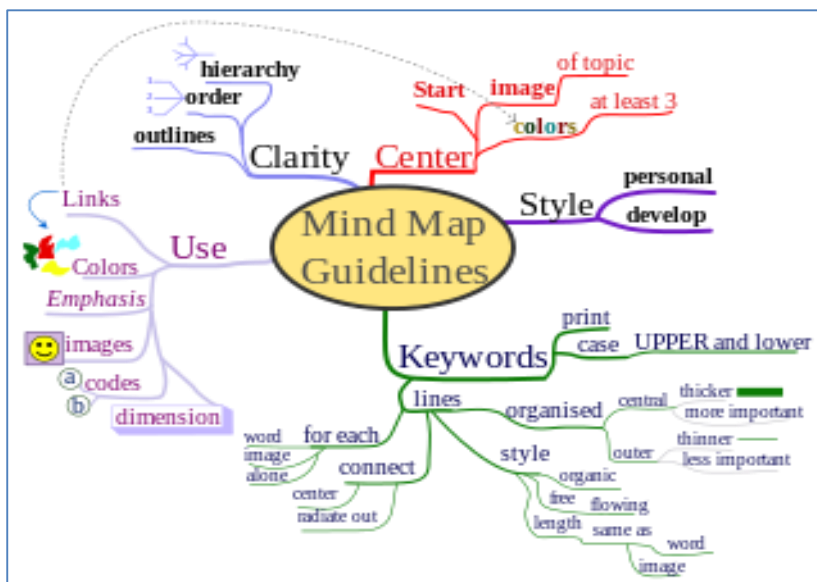 Mind Map
Guidelines
Clarity
hierarchy
1
2
3
order
outlines
Center
Start
image
of topic
colors
at least 3
Style
personal
develop
Use
Links
Colors
Emphasis
images
a
b
codes
dimension
Keywords
print
case
UPPER and lower
lines
organised
central
thicker
more important
outer
thinner
less important
style
organic
free
flowing
length
same as
word
image
for each
word
image
alone
connect
center
radiate out